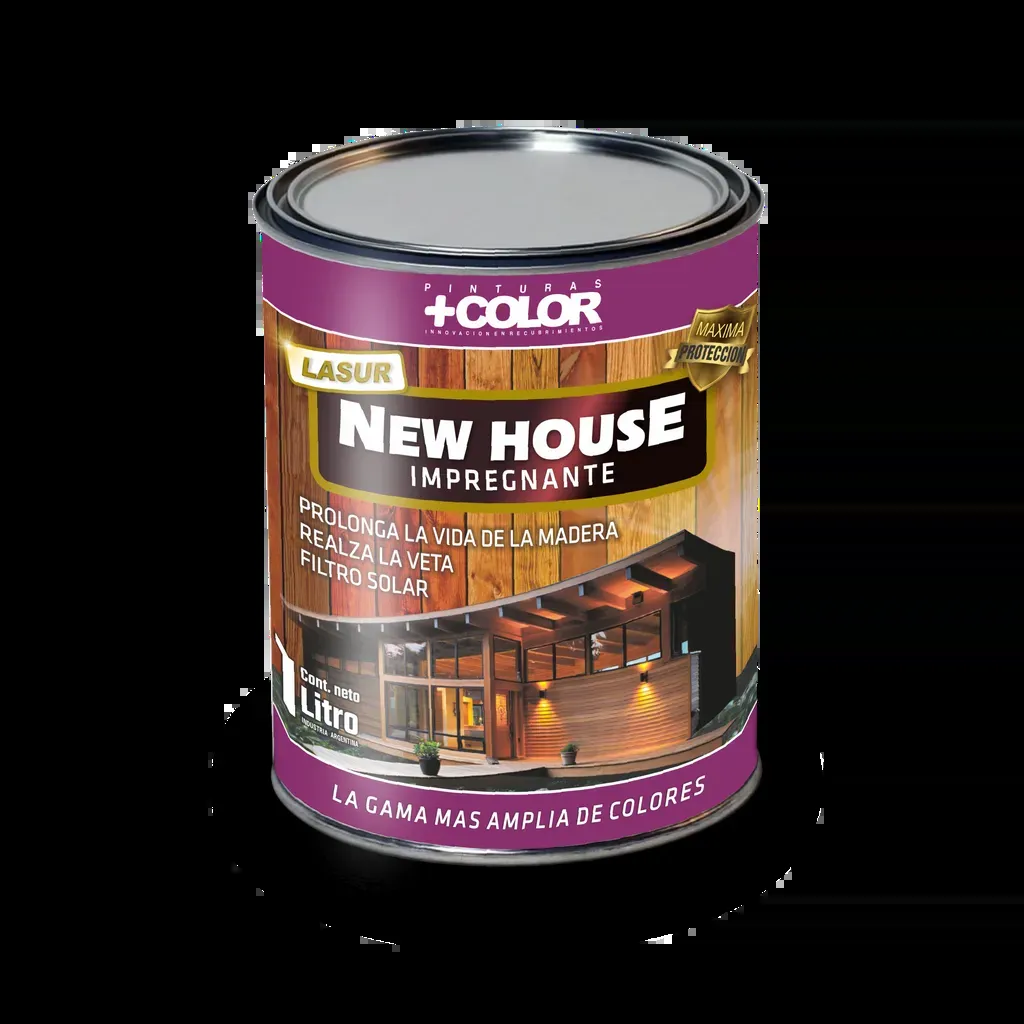 PINTURAS
+COLOR
INNOVACION EN RECUBRIMIENTOS
MAXIMA
PROTECCION
LASUR
NEW HOUSE
IMPREGNANTE
PROLONGA LA VIDA DE LA MADERA
REALZA LA VETA
FILTRO SOLAR
1
Cont. neto
Litro
INDUSTRIA ARGENTINA
LA GAMA MAS AMPLIA DE COLORES